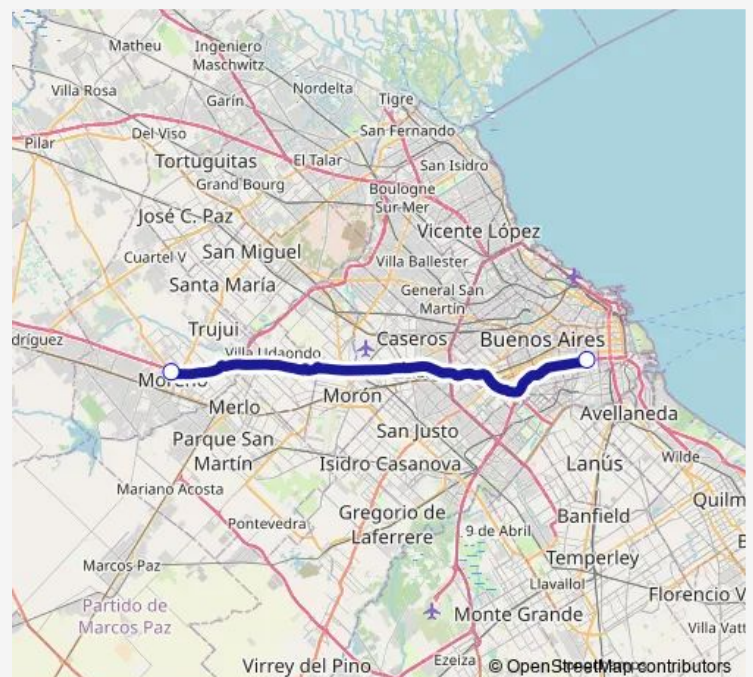 Matheu
Ingeniero
Maschwitz
Nordelta
Villa Rosa
Garín
Tigre
San Fernando
Pilar
Del Viso
El Talar
Tortuguitas
San Isidro
Grand Bourg
Boulogne
Sur Mer
José C. Paz
Vicente López
Cuartel V
San Miguel
Villa Ballester
Santa María
General San
Martín
Trujui
Caseros
Buenos Aires
dríguez
Villa Udaondo
Moreno
Merlo
Morón
Avellaneda
Parque San
Martín
San Justo
Isidro Casanova
Lanús
Wilde
Mariano Acosta
Quilm
Pontevedra
Gregorio de
Laferrere
9 de Abril
Banfield
B
Temperley
Marcos Paz
Llavallol
Florencio V
Partido de
Marcos Paz
Monte Grande
Villa Vatt
Virrey del Pino
Ezeiza
© OpenStreetMap contributors